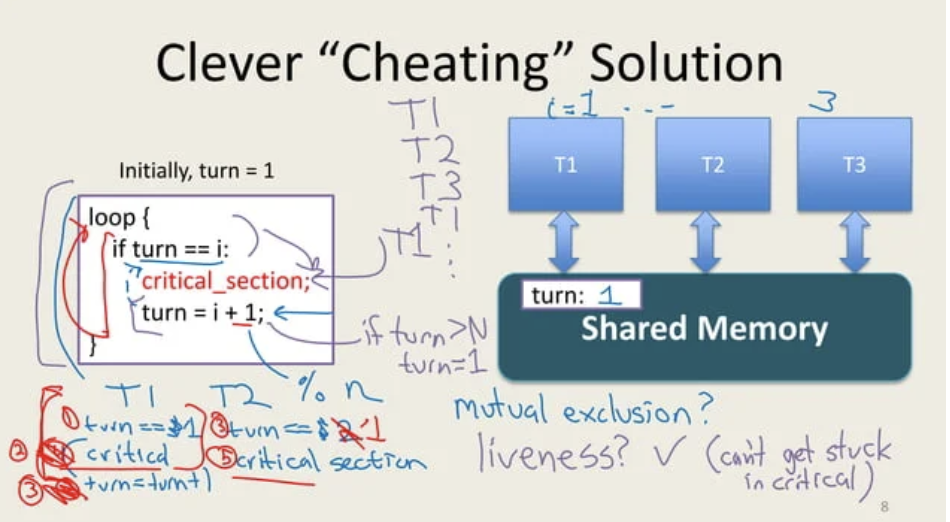 Clever “Cheating” Solution
T1
T2
T3
T1
T1
⋮
i=1 ... 3
T1 T2 T3
Initially, turn = 1
loop {
if turn == i:
critical_section;
turn = i + 1;
}
if turn>N
turn=1
% n
turn: 1
Shared Memory
T1 T2
① turn==1 ③ turn== 2 1
② critical ⑤ critical section
③ turn=turn+1
mutual exclusion?
liveness? ✓ (can't get stuck
in critical)
8